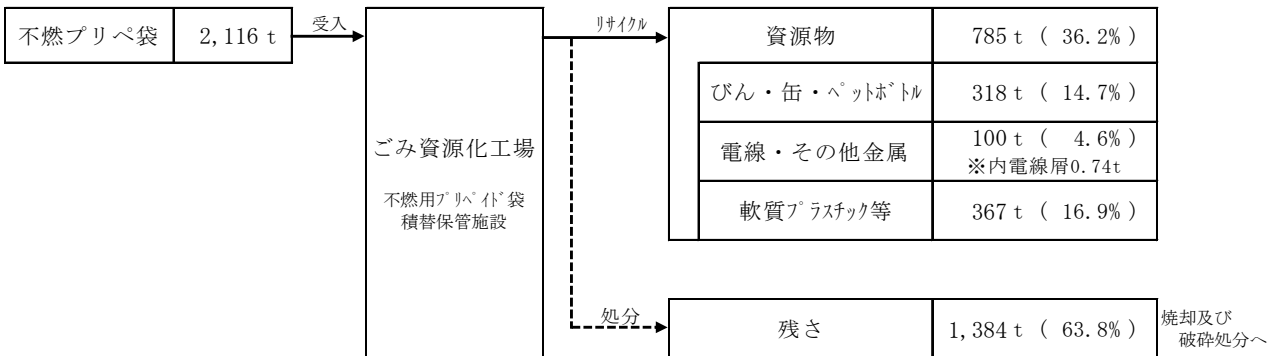 不燃プリペ袋 2,116 t
受入
ごみ資源化工場
不燃用ﾌﾟﾘﾍﾟｲﾄﾞ袋
積替保管施設
ﾘｻｲｸﾙ
資源物 785 t ( 36.2% )
びん・缶・ﾍﾟｯﾄﾎﾞﾄﾙ 318 t ( 14.7% )
電線・その他金属 100 t ( 4.6% )
※内電線屑0.74t
軟質ﾌﾟﾗｽﾁｯｸ等 367 t ( 16.9% )
処分
残さ 1,384 t ( 63.8% )
焼却及び
破砕処分へ